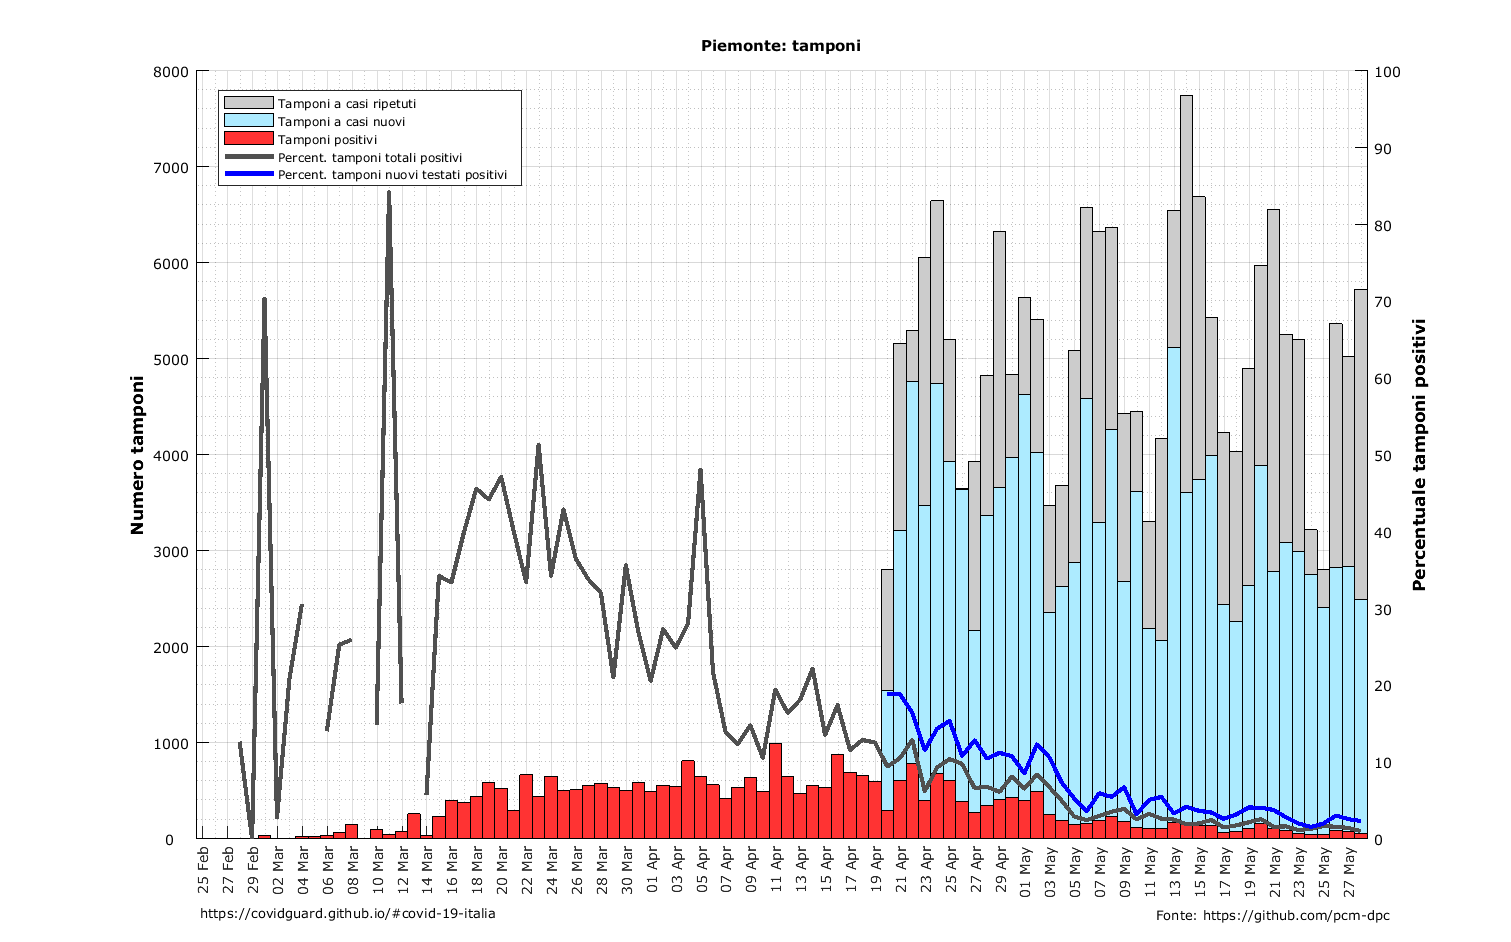 Piemonte: tamponi
Tamponi a casi ripetuti
Tamponi a casi nuovi
Tamponi positivi
Percent. tamponi totali positivi
Percent. tamponi nuovi testati positivi
Numero tamponi
8000
7000
6000
5000
4000
3000
2000
1000
0
Percentuale tamponi positivi
100
90
80
70
60
50
40
30
20
10
0
25 Feb
27 Feb
29 Feb
02 Mar
04 Mar
06 Mar
08 Mar
10 Mar
12 Mar
14 Mar
16 Mar
18 Mar
20 Mar
22 Mar
24 Mar
26 Mar
28 Mar
30 Mar
01 Apr
03 Apr
05 Apr
07 Apr
09 Apr
11 Apr
13 Apr
15 Apr
17 Apr
19 Apr
21 Apr
23 Apr
25 Apr
27 Apr
29 Apr
01 May
03 May
05 May
07 May
09 May
11 May
13 May
15 May
17 May
19 May
21 May
23 May
25 May
27 May
https://covidguard.github.io/#covid-19-italia
Fonte: https://github.com/pcm-dpc